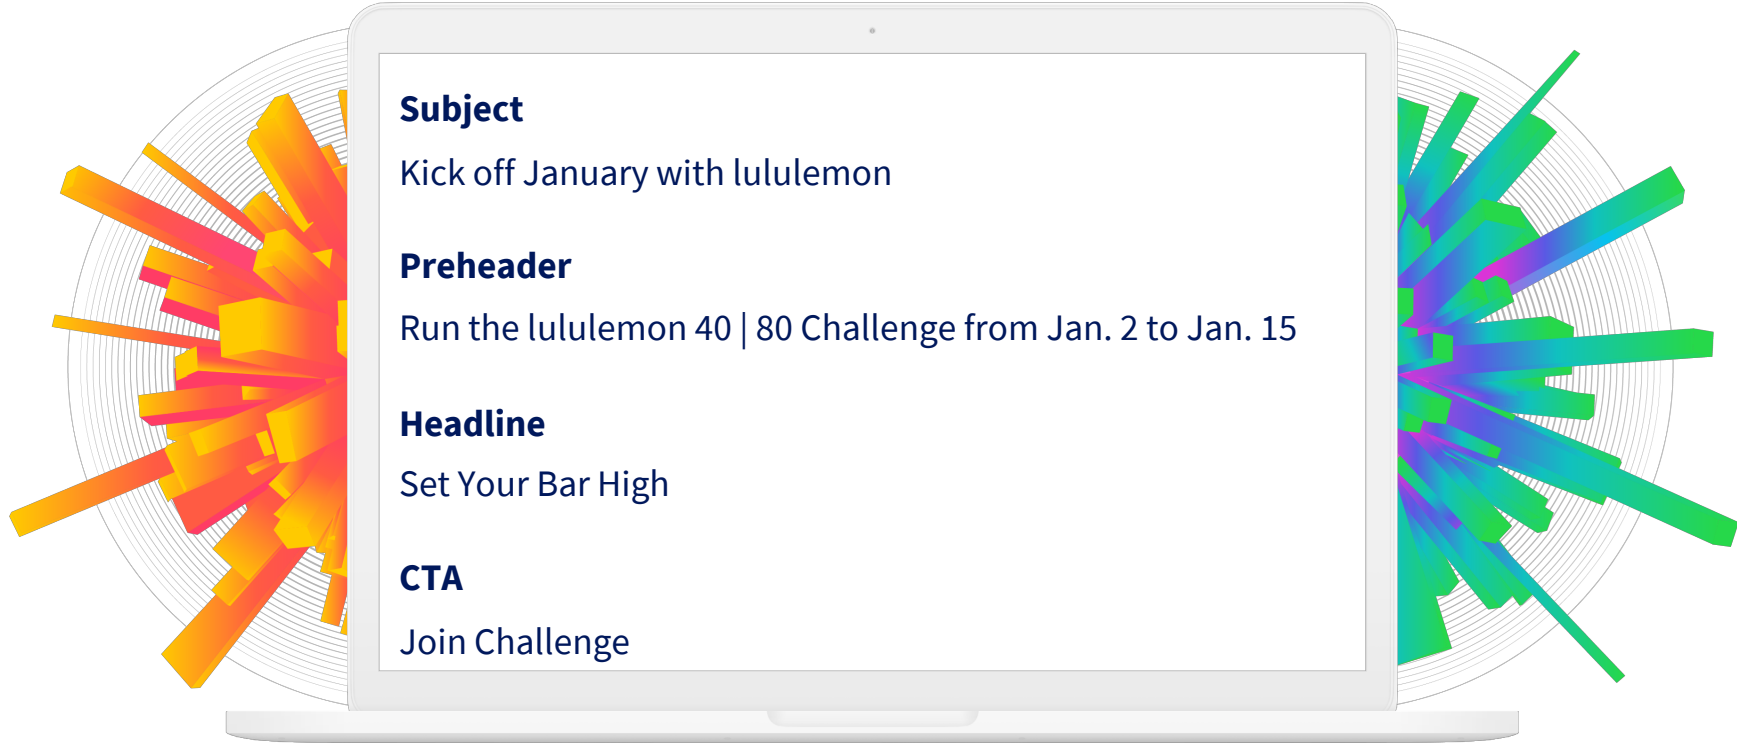 Subject
Kick off January with lululemon
Preheader
Run the lululemon 40 | 80 Challenge from Jan. 2 to Jan. 15
Headline
Set Your Bar High
CTA
Join Challenge